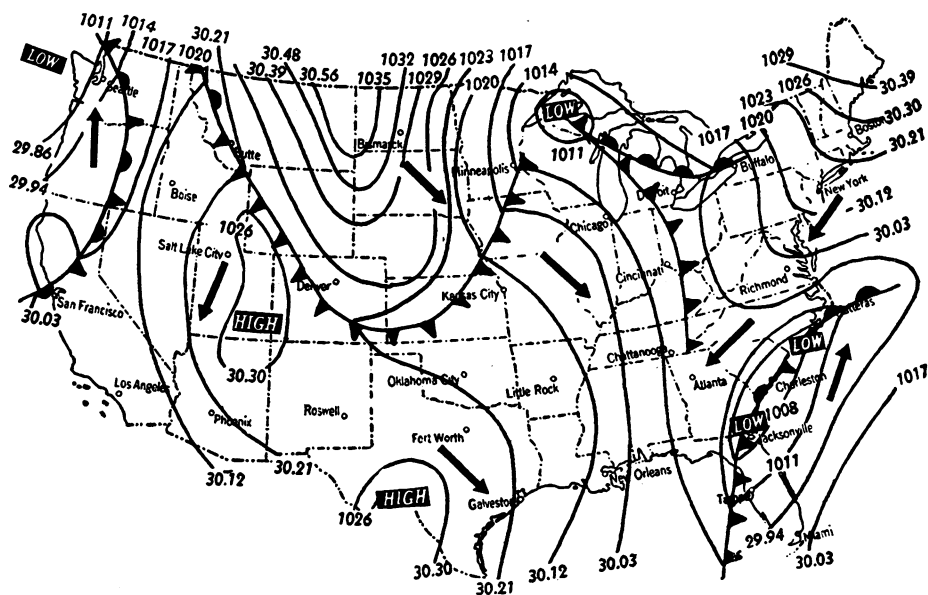 1011 1014
1017 1020
30.21
30.39
30.48
30.56
1035
1032
1029
1026
1023
1020
1017
1014
LOW
Seattle
29.86
29.94
Butte
Boise
Bismarck
Minneapolis
LOW
1011
1029
1026
1023
1020
1017
30.39
30.30
30.21
30.12
30.03
Boston
Buffalo
New York
Detroit
Chicago
1026
Salt Lake City
Denver
HIGH
30.30
San Francisco
30.03
Kansas City
Cincinnati
Richmond
Hatteras
LOW
Los Angeles
Phoenix
Roswell
Oklahoma City
Little Rock
Chattanooga
Atlanta
Charleston
1017
LOW
1008
Jacksonville
Fort Worth
30.12
30.21
1026
HIGH
Galveston
Orleans
1011
Tampa
Miami
29.94
30.03
30.30
30.21
30.12
30.03